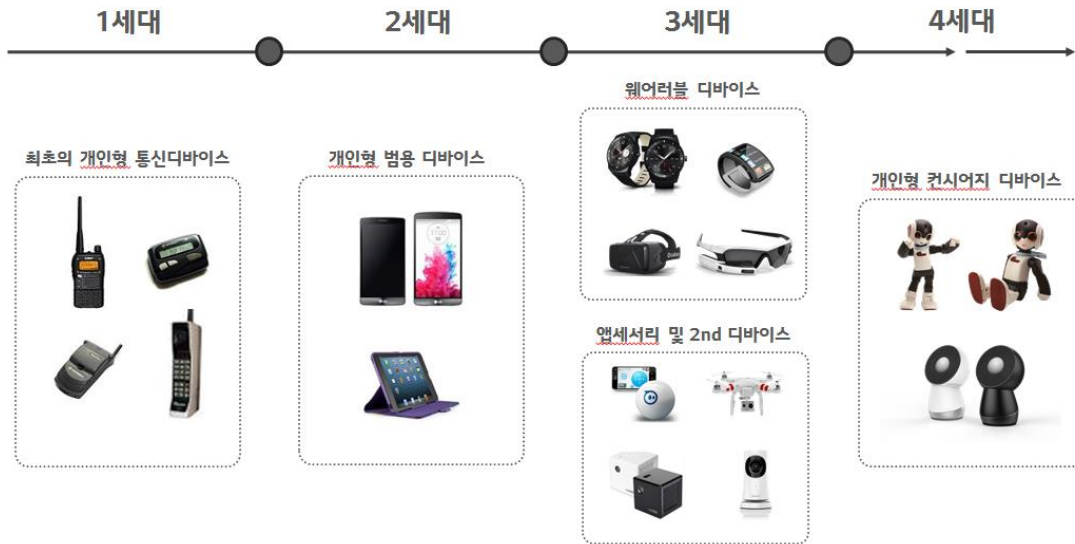 1세대
2세대
3세대
4세대
최초의 개인형 통신디바이스
개인형 범용 디바이스
웨어러블 디바이스
Oculus
앱세서리 및 2nd 디바이스
개인형 컨시어지 디바이스